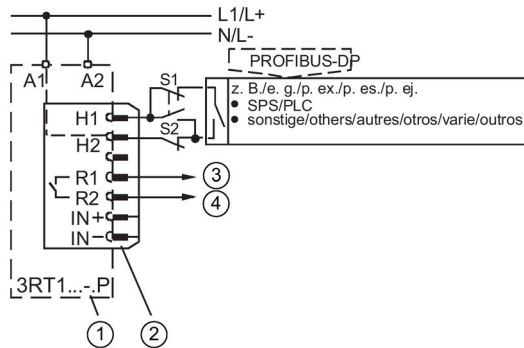 L1/L+
N/L-
PROFIBUS-DP
A1 A2
S1
z. B./e. g./p. ex./p. es./p. ej.
• SPS/PLC
• sonstige/others/autres/otros/varie/outros
H1
S2
H2
R1
3
R2
4
IN+
IN-
3RT1...-.P
1 2